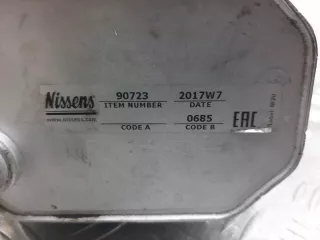 Nissens 90723 2017W7
ITEM NUMBER DATE
www.nissens.com 0685
CODE A CODE B
EAC